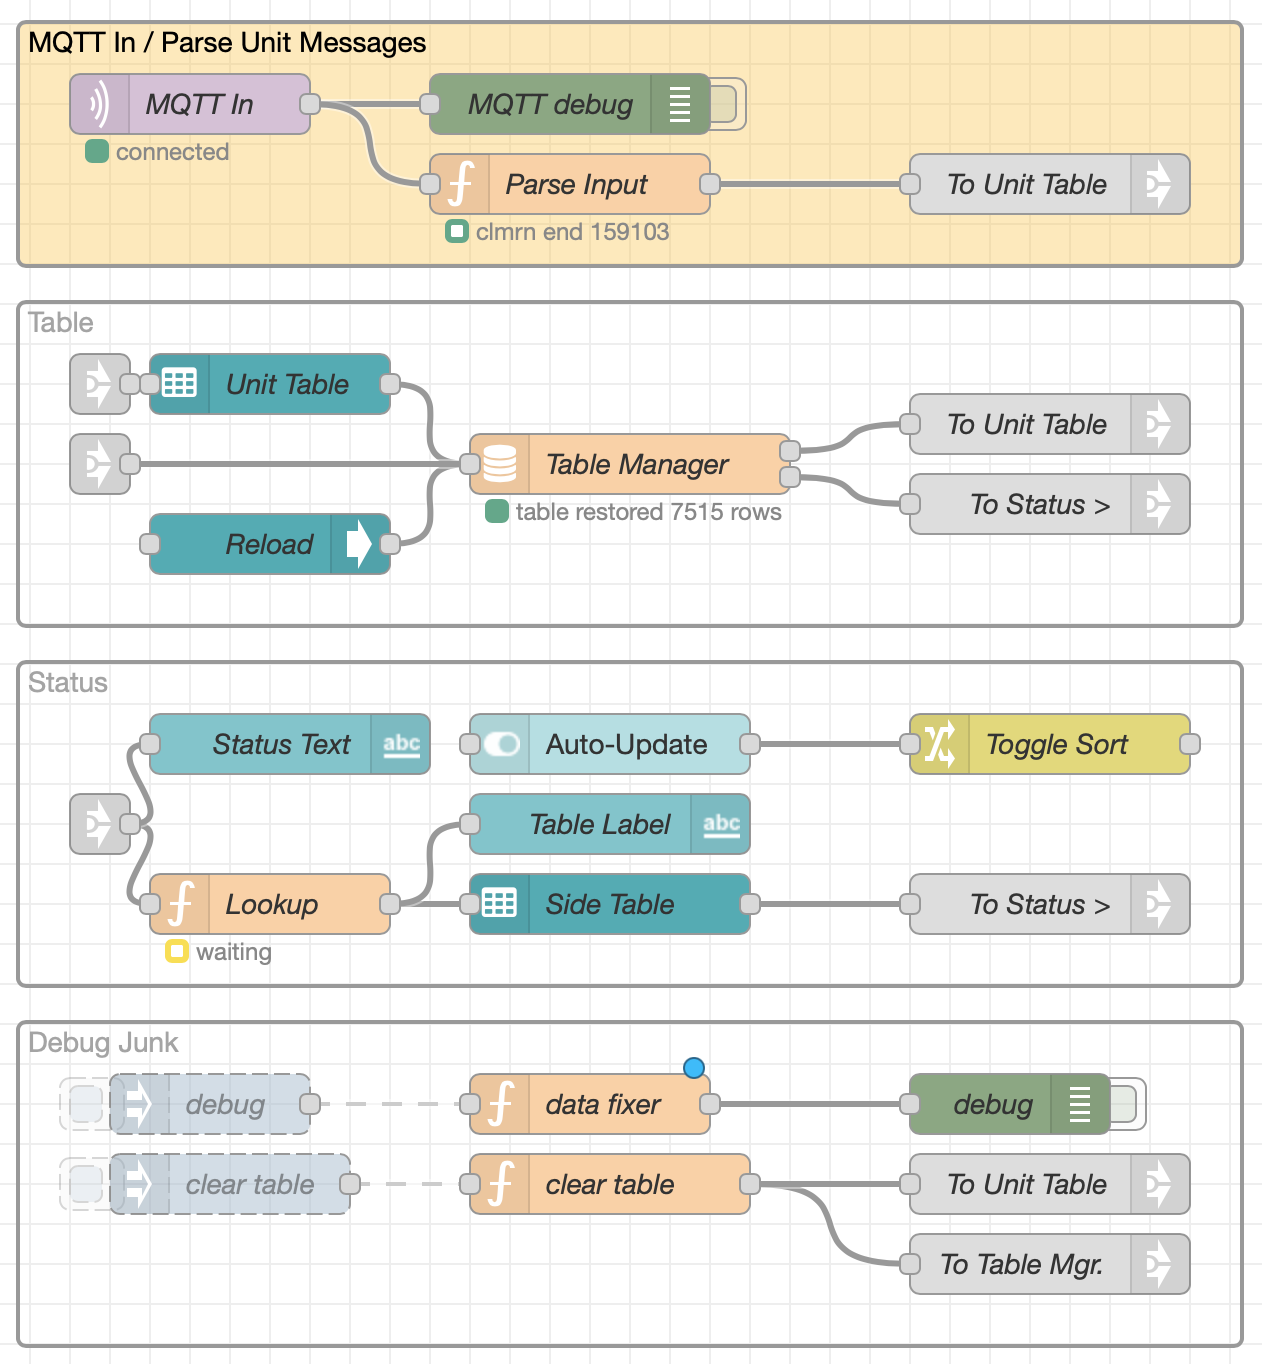 MQTT In / Parse Unit Messages
MQTT In
MQTT debug
connected
Parse Input
To Unit Table
clmrn end 159103
Table
Unit Table
To Unit Table
Table Manager
To Status >
table restored 7515 rows
Reload
Status
Status Text
abc
Auto-Update
Toggle Sort
Table Label
abc
Lookup
Side Table
To Status >
waiting
Debug Junk
debug
data fixer
debug
clear table
clear table
To Unit Table
To Table Mgr.